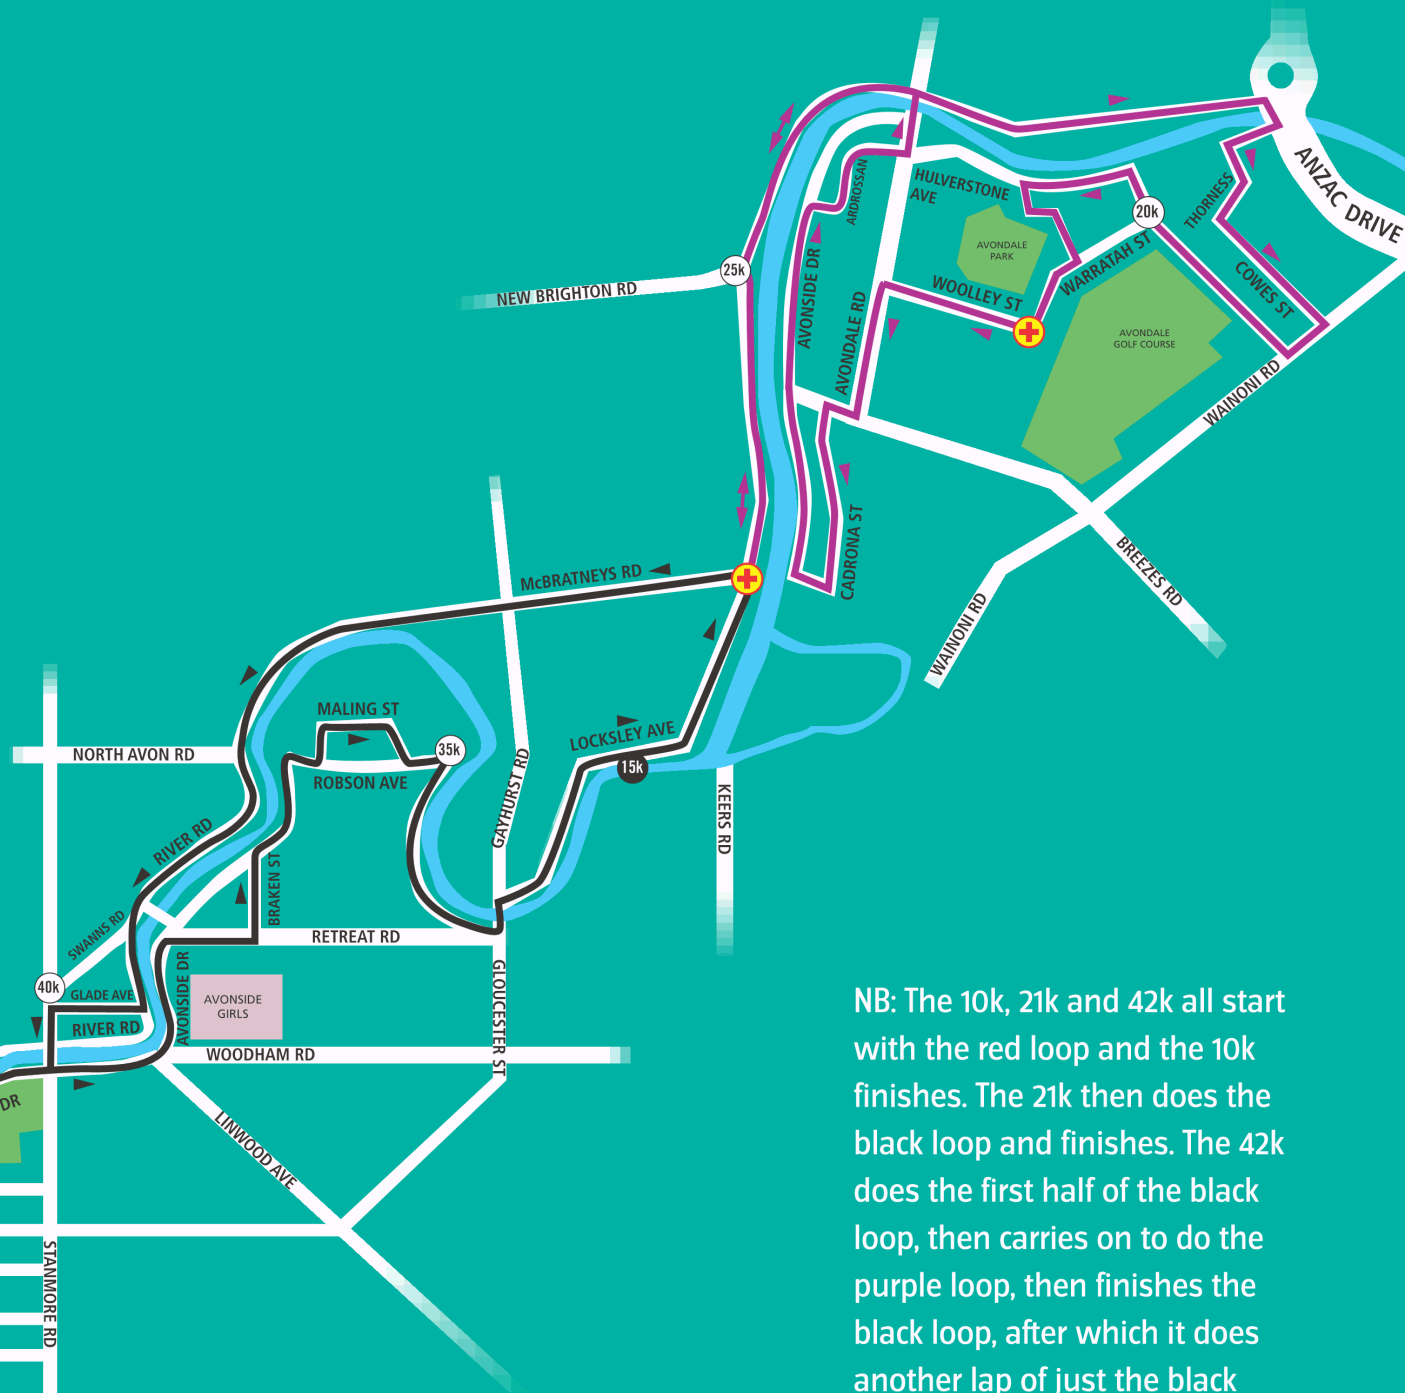 ANZAC DRIVE
HULVERSTONE
AVE
ARDROSSAN
THORNESS
20k
AVONDALE
PARK
WARRATAH ST
COWES ST
25k
NEW BRIGHTON RD
WOOLLEY ST
AVONSIDE DR
AVONDALE RD
AVONDALE
GOLF COURSE
WAINONI RD
CADRONA ST
BREEZES RD
McBRATNEYS RD
WAINONI RD
MALING ST
LOCKSLEY AVE
35k
NORTH AVON RD
15k
ROBSON AVE
GAYHURST RD
KEERS RD
RIVER RD
BRAKEN ST
SWANNS RD
RETREAT RD
40k
GLADE AVE
AVONSIDE DR
AVONSIDE
GIRLS
GLOUCESTER ST
RIVER RD
WOODHAM RD
DR
LINWOOD AVE
STANMORE RD
NB: The 10k, 21k and 42k all start
with the red loop and the 10k
finishes. The 21k then does the
black loop and finishes. The 42k
does the first half of the black
loop, then carries on to do the
purple loop, then finishes the
black loop, after which it does
another lap of just the black